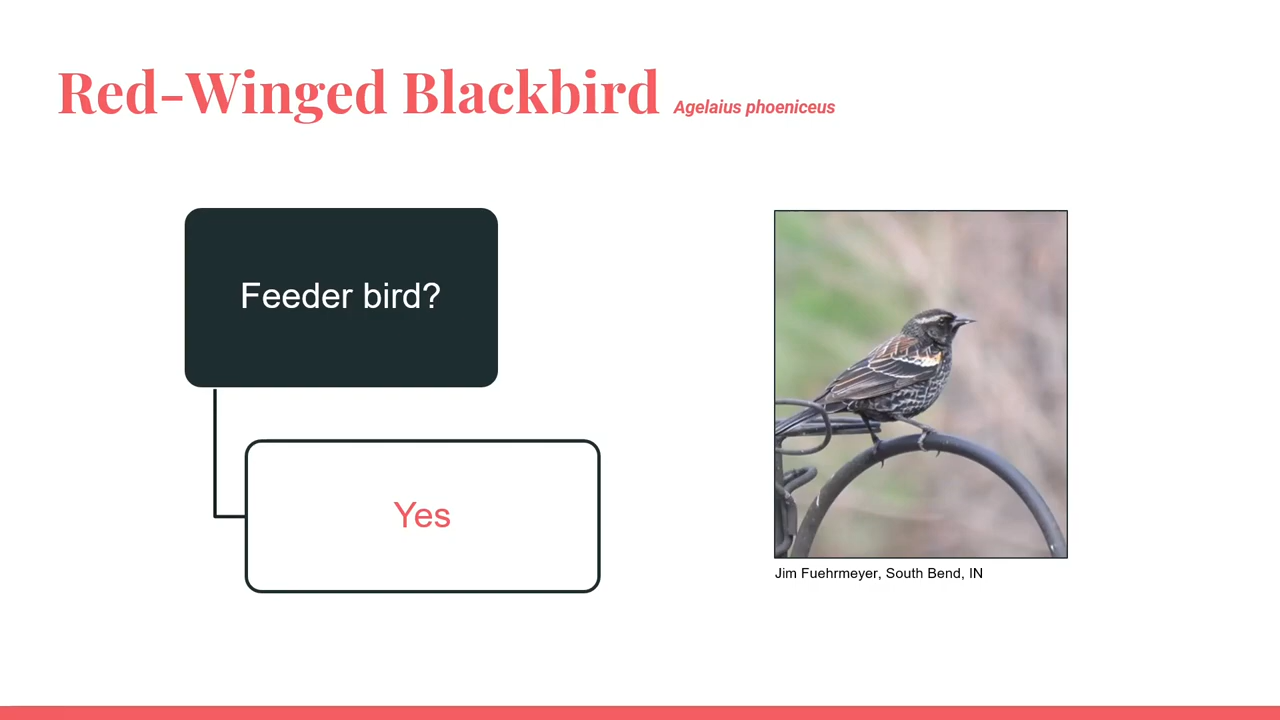 Red-Winged Blackbird Agelaius phoeniceus
Feeder bird?
Yes
Jim Fuehrmeyer, South Bend, IN